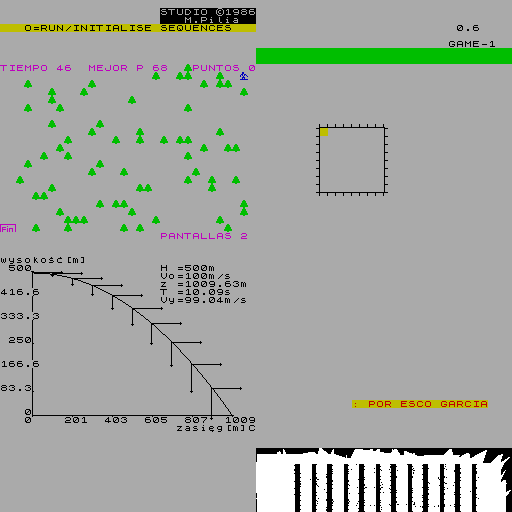 STUDIO ©1986
M.Pilia
O=RUN/INITIALISE SEQUENCES
0.6
GAME-1
TIEMPO 46 MEJOR P 68 PUNTOS 0
Fin
PANTALLAS 2
wysokość[m]
500
416.6
333.3
250
166.6
83.3
0
H =500m
Vo=100m/s
z =1009.63m
T =10.09s
Vy=99.04m/s
0 201 403 605 807 1009
zasięg[m]C
: POR ESCO GARCIA